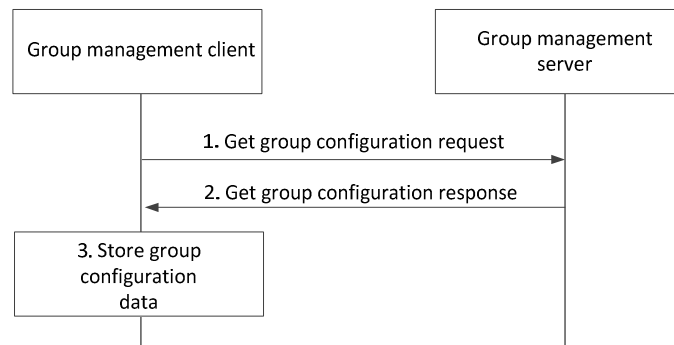 Group management client
Group management
server
1. Get group configuration request
2. Get group configuration response
3. Store group
configuration
data